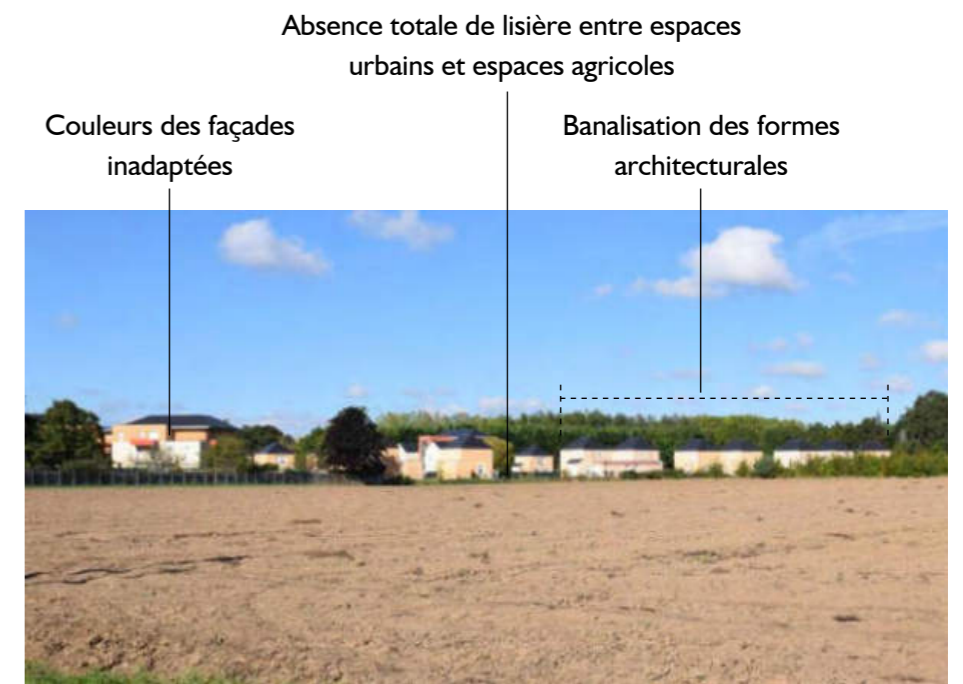 Absence totale de lisière entre espaces
urbains et espaces agricoles
Couleurs des façades
inadaptées
Banalisation des formes
architecturales